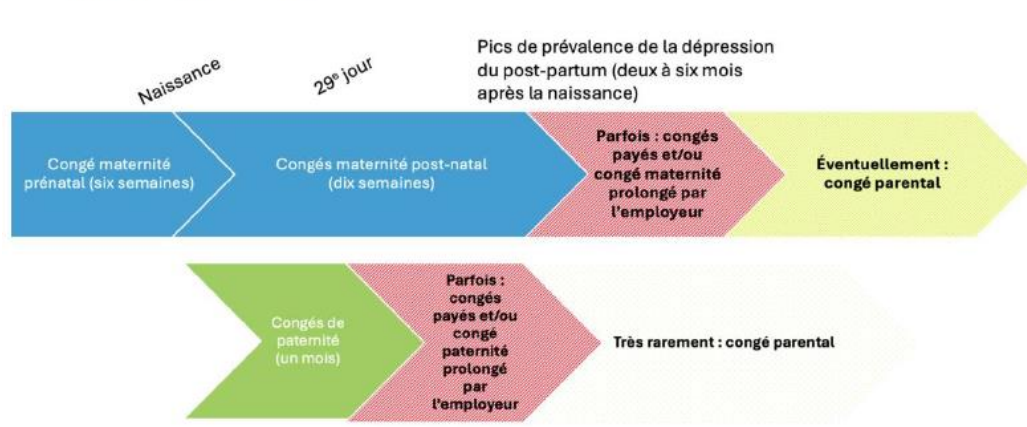 Naissance
29e jour
Pics de prévalence de la dépression
du post-partum (deux à six mois
après la naissance)
Congé maternité
prénatal (six semaines)
Congés maternité post-natal
(dix semaines)
Parfois : congés
payés et/ou
congé maternité
prolongé par
l'employeur
Éventuellement :
congé parental
Congés de
paternité
(un mois)
Parfois :
congés
payés et/ou
congé
paternité
prolongé
par
l'employeur
Très rarement : congé parental